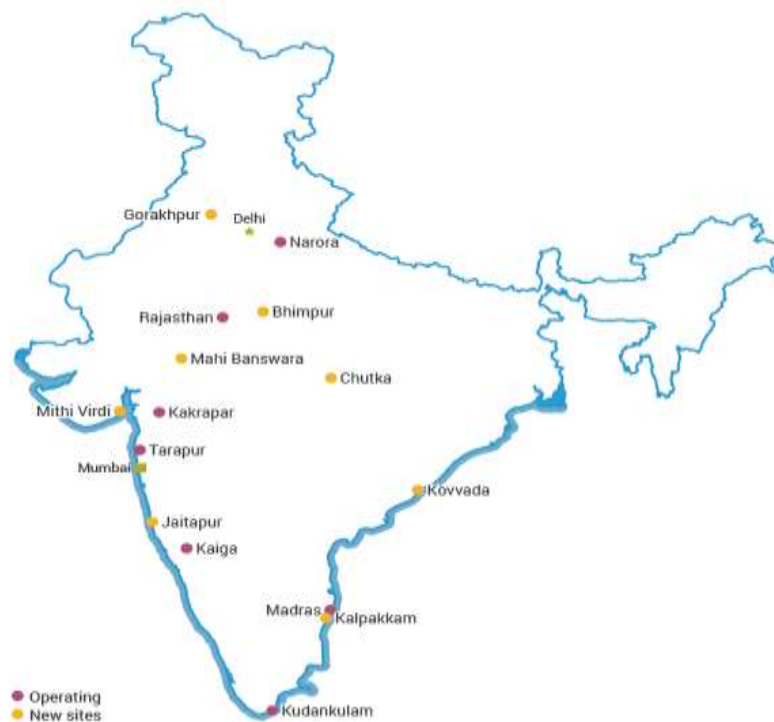 Gorakhpur
Delhi
Narora
Bhimpur
Rajasthan
Mahi Banswara
Chutka
Mithi Virdi
Kakrapar
Tarapur
Mumbai
Kovvada
Jaitapur
Kaiga
Madras
Kalpakkam
Operating
Kudankulam
New sites